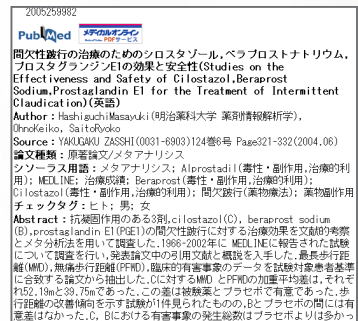 2005259982
PubMed メディカルオンライン PDFサービス
間欠性跛行の治療のためのシロスタゾール,ベラプロストナトリウム,
プロスタグランジンE1の効果と安全性(Studies on the
Effectiveness and Safety of Cilostazol,Beraprost
Sodium,Prostaglandin E1 for the Treatment of Intermittent
Claudication)(英語)
Author：HashiguchiMasayuki(明治薬科大学 薬剤情報解析学),
OhnoKeiko, SaitoRyoko
Source：YAKUGAKU ZASSHI(0031-6903)124巻6号 Page321-332(2004.06)
論文種類：原著論文/メタアナリシス
シソーラス用語：メタアナリシス; Alprostadil(毒性・副作用,治療的利
用); MEDLINE; 治療成績; Beraprost(毒性・副作用,治療的利用);
Cilostazol(毒性・副作用,治療的利用); 間欠跛行(薬物療法); 薬物副作用
チェックタグ：ヒト; 男; 女
Abstract：抗凝固作用のある3剤,cilostazol(C), beraprost sodium
(B),prostaglandin E1(PGE1)の間欠性跛行に対する治療効果を文献的考察
とメタ分析法を用いて調査した.1966-2002年に MEDLINEに報告された試験
について調査を行い,発表論文中の引用文献と概説を入手した.最長歩行距
離(MWD),無痛歩行距離(PFWD),臨床的有害事象のデータを試験対象患者基準
に合致する論文から抽出した.Cに対するMWD とPFWDの加重平均差は,それぞ
れ52.19mと39.75mであった.この差は被験薬とプラセボで有意であった.歩
行距離の改善傾向を示す試験が1件見られたものの,Bとプラセボの間には有
意差はなかった.C, Bにおける有害事象の発生総数はプラセボよりは多かっ